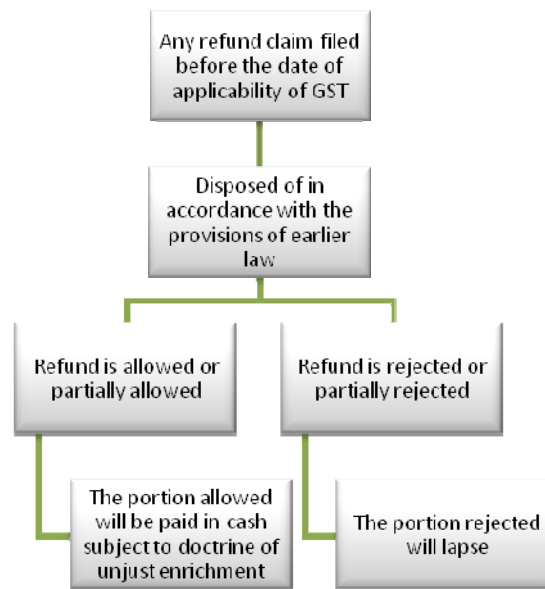 Any refund claim filed
before the date of
applicability of GST
Disposed of in
accordance with the
provisions of earlier
law
Refund is allowed or
partially allowed
Refund is rejected or
partially rejected
The portion allowed
will be paid in cash
subject to doctrine of
unjust enrichment
The portion rejected
will lapse